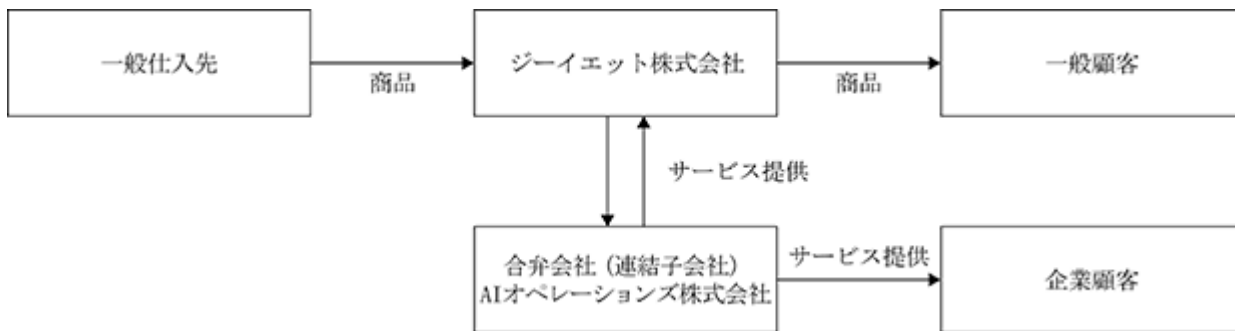 一般仕入先
商品
ジーイエット株式会社
商品
一般顧客
サービス提供
合弁会社(連結子会社)
AIオペレーションズ株式会社
サービス提供
企業顧客